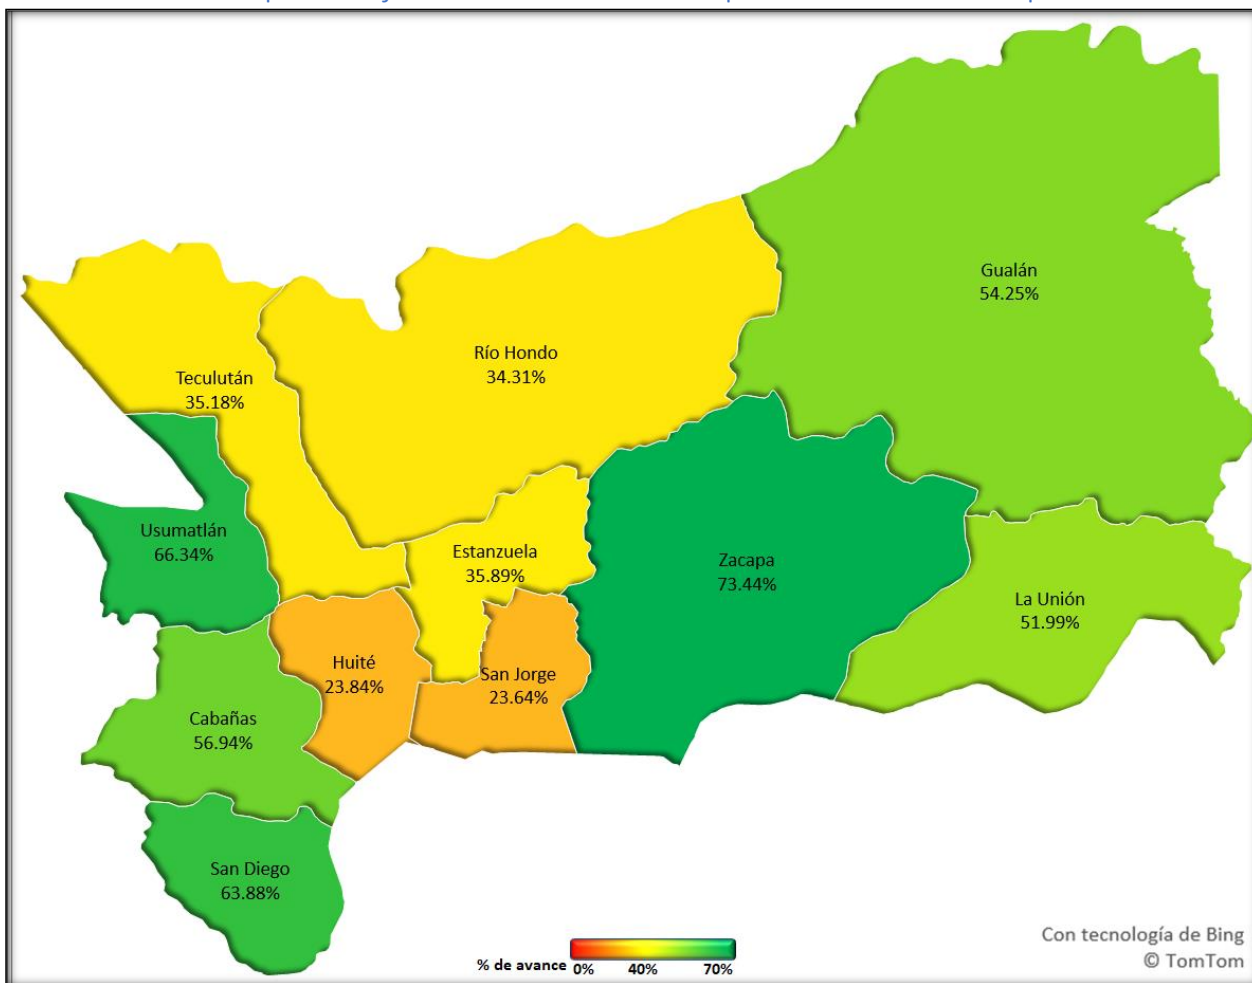 Gualán
54.25%
Río Hondo
34.31%
Teculután
35.18%
Usumatlán
66.34%
Estanzuela
35.89%
Zacapa
73.44%
La Unión
51.99%
Huité
23.84%
San Jorge
23.64%
Cabañas
56.94%
San Diego
63.88%
% de avance 0% 40% 70%
Con tecnología de Bing
© TomTom